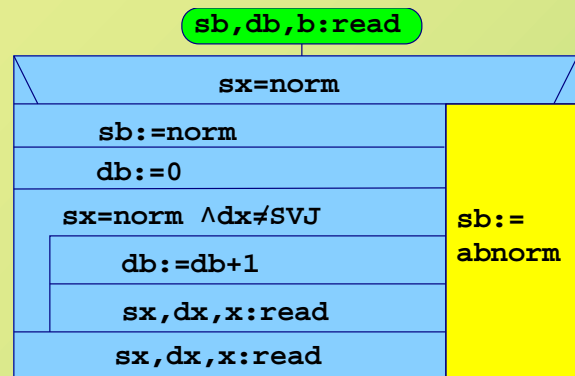 sb,db,b:read
sx=norm
sb:=norm
db:=0
sx=norm ∧dx≠SVJ
db:=db+1
sx,dx,x:read
sx,dx,x:read
sb:=
abnorm